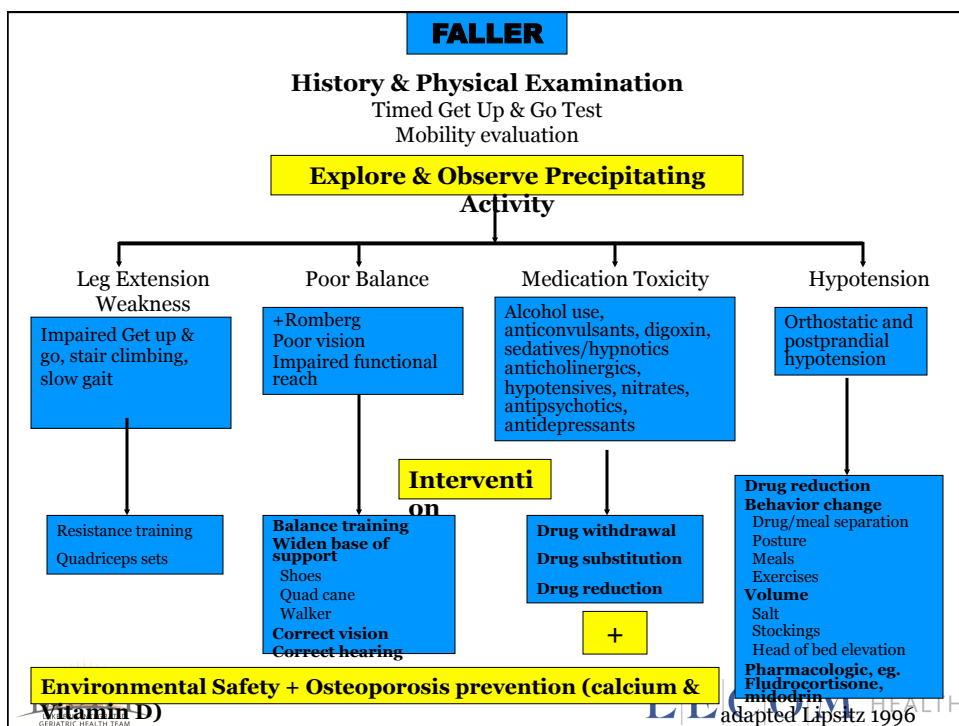 FALLER
History & Physical Examination
Timed Get Up & Go Test
Mobility evaluation
Explore & Observe Precipitating
Activity
Leg Extension
Weakness
Poor Balance
Medication Toxicity
Hypotension
Impaired Get up &
go, stair climbing,
slow gait
+Romberg
Poor vision
Impaired functional
reach
Alcohol use,
anticonvulsants, digoxin,
sedatives/hypnotics
anticholinergics,
hypotensives, nitrates,
antipsychotics,
antidepressants
Orthostatic and
postprandial
hypotension
Interventi
on
Resistance training
Quadriceps sets
Balance training
Widen base of
support
Shoes
Quad cane
Walker
Correct vision
Correct hearing
Drug withdrawal
Drug substitution
Drug reduction
+
Drug reduction
Behavior change
Drug/meal separation
Posture
Meals
Exercises
Volume
Salt
Stockings
Head of bed elevation
Pharmacologic, eg.
Fludrocortisone,
midodrin
Environmental Safety + Osteoporosis prevention (calcium &
Vitamin D)
GERIATRIC HEALTH TEAM
LECOM HEALTH
adapted Lipsitz 1996